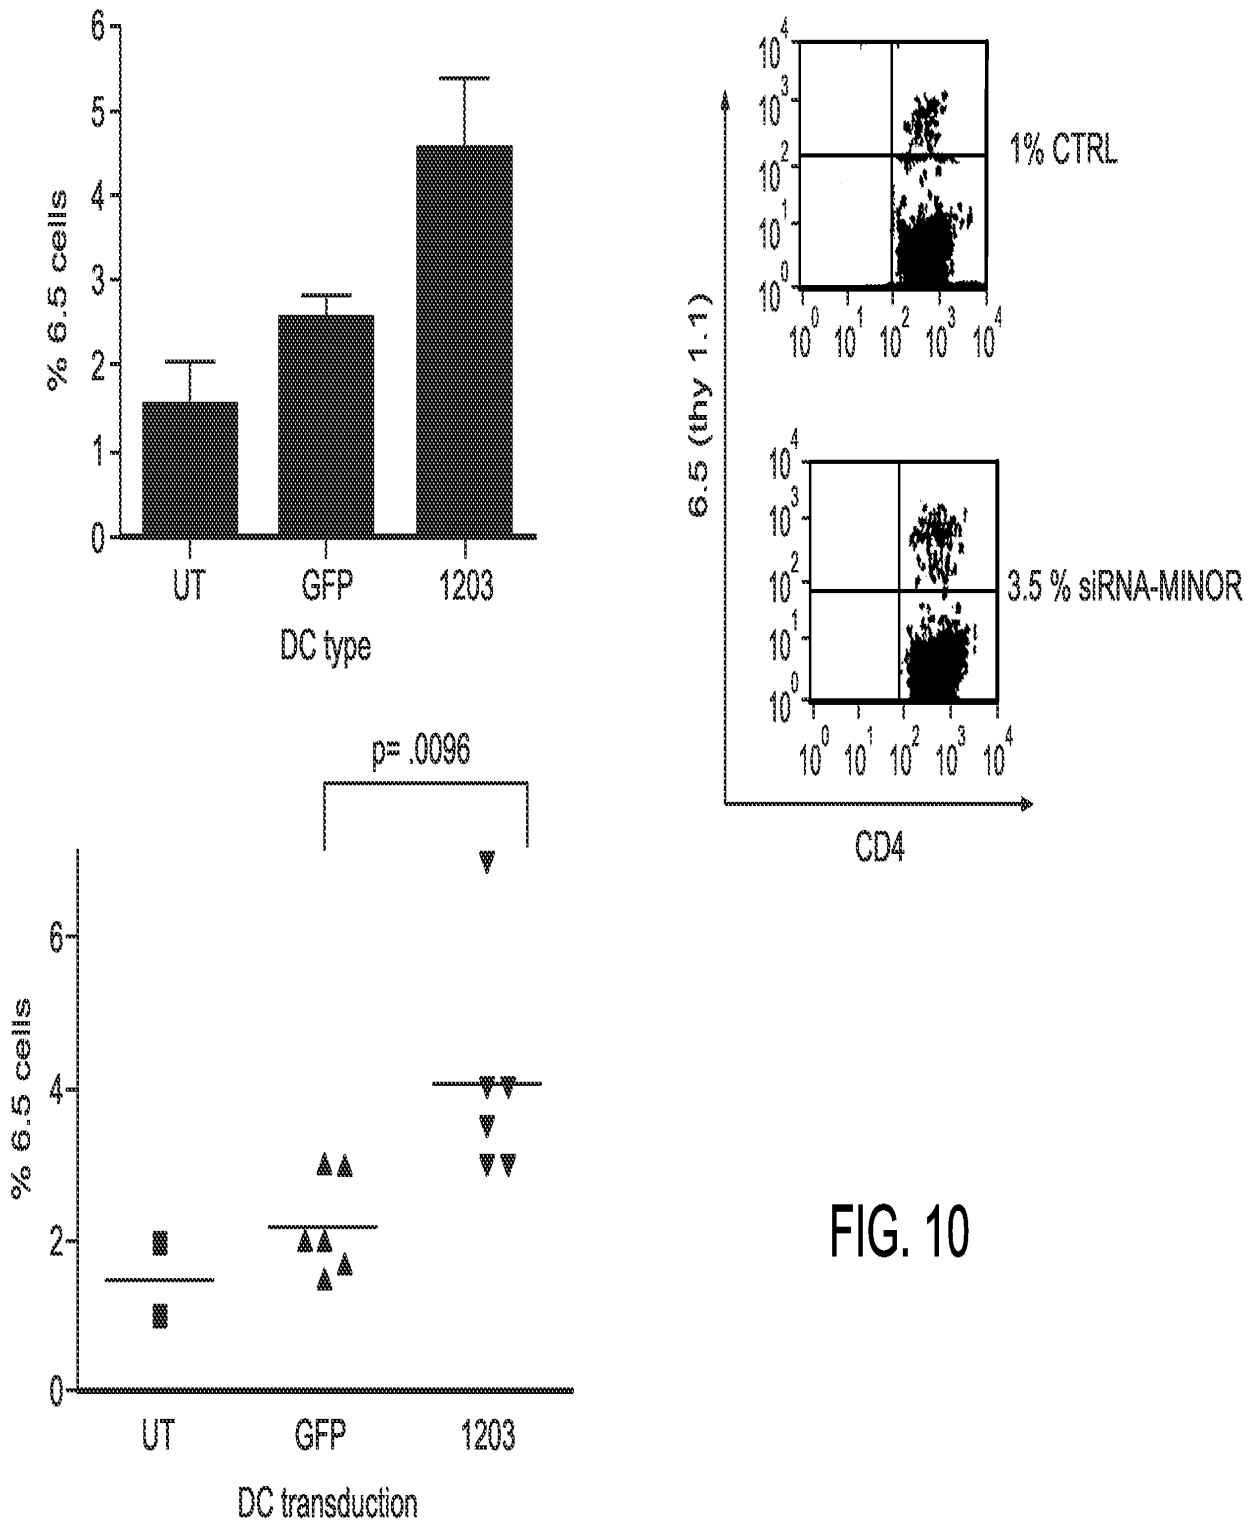 6
5
4
3
2
1
0
% 6.5 cells
UT GFP 1203
DC type
p= .0096
6
4
2
0
% 6.5 cells
UT GFP 1203
DC transduction
6.5 (thy 1.1)
10^4
10^3
10^2
10^1
10^0
10^0 10^1 10^2 10^3 10^4
1% CTRL
10^4
10^3
10^2
10^1
10^0
10^0 10^1 10^2 10^3 10^4
3.5 % siRNA-MINOR
CD4
FIG. 10